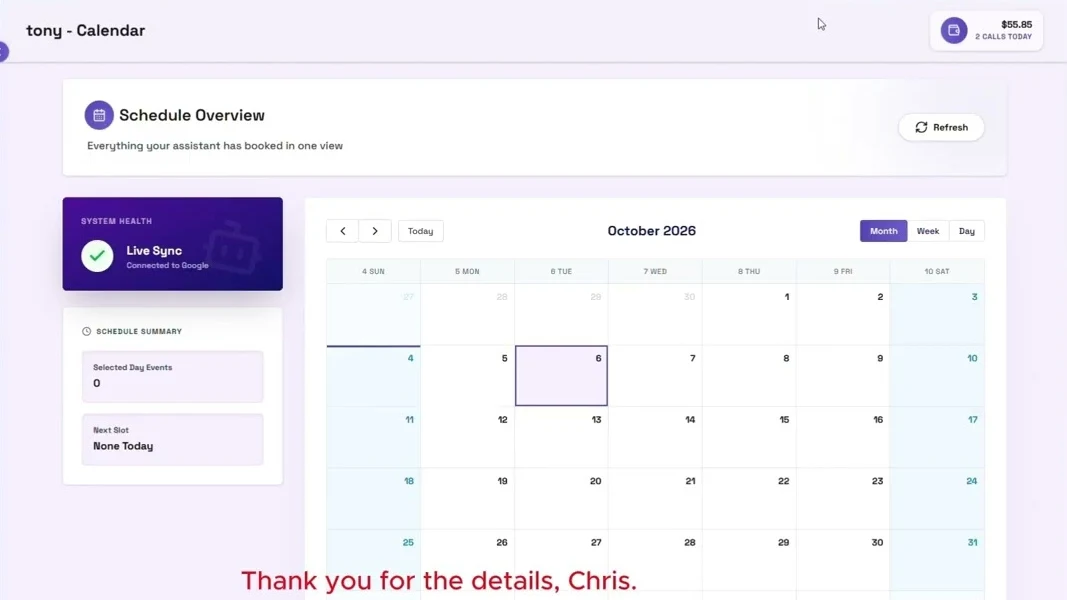 tony - Calendar
$55.85
2 CALLS TODAY
Schedule Overview
Everything your assistant has booked in one view
Refresh
SYSTEM HEALTH
Live Sync
Connected to Google
SCHEDULE SUMMARY
Selected Day Events
0
Next Slot
None Today
Today
October 2026
Month Week Day
4 SUN 5 MON 6 TUE 7 WED 8 THU 9 FRI 10 SAT
27 28 29 30 1 2 3
4 5 6 7 8 9 10
11 12 13 14 15 16 17
18 19 20 21 22 23 24
25 26 27 28 29 30 31
Thank you for the details, Chris.